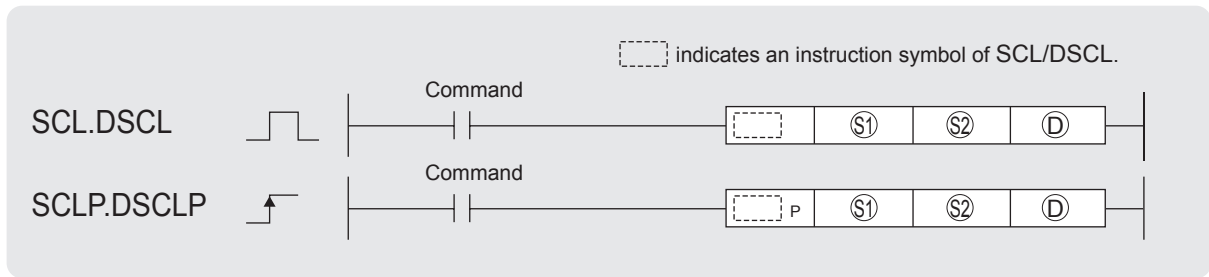 indicates an instruction symbol of SCL/DSCL.
Command
SCL.DSCL
S1 S2 D
Command
SCLP.DSCLP
P S1 S2 D